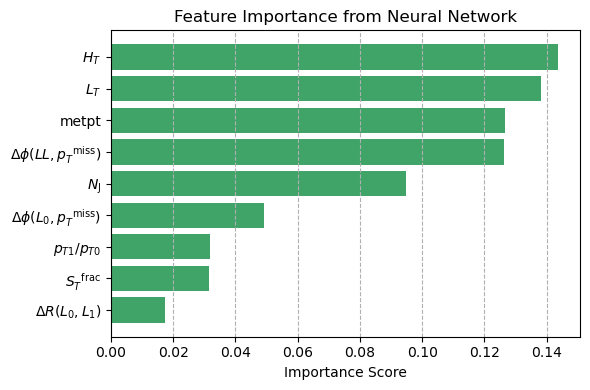 Feature Importance from Neural Network
H_T
L_T
metpt
Δϕ(LL, p_T^miss)
N_J
Δϕ(L_0, p_T^miss)
p_T1/p_T0
S_T^frac
ΔR(L_0, L_1)
0.00 0.02 0.04 0.06 0.08 0.10 0.12 0.14
Importance Score